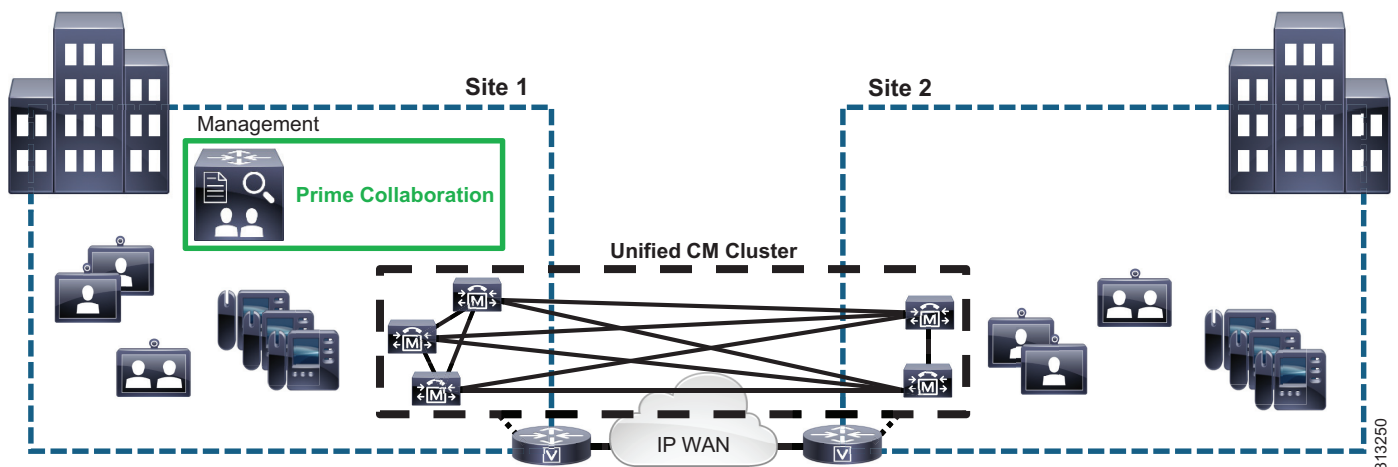 Site 1
Site 2
Management
Prime Collaboration
Unified CM Cluster
M
M
M
M
M
IP WAN
V
V
313250